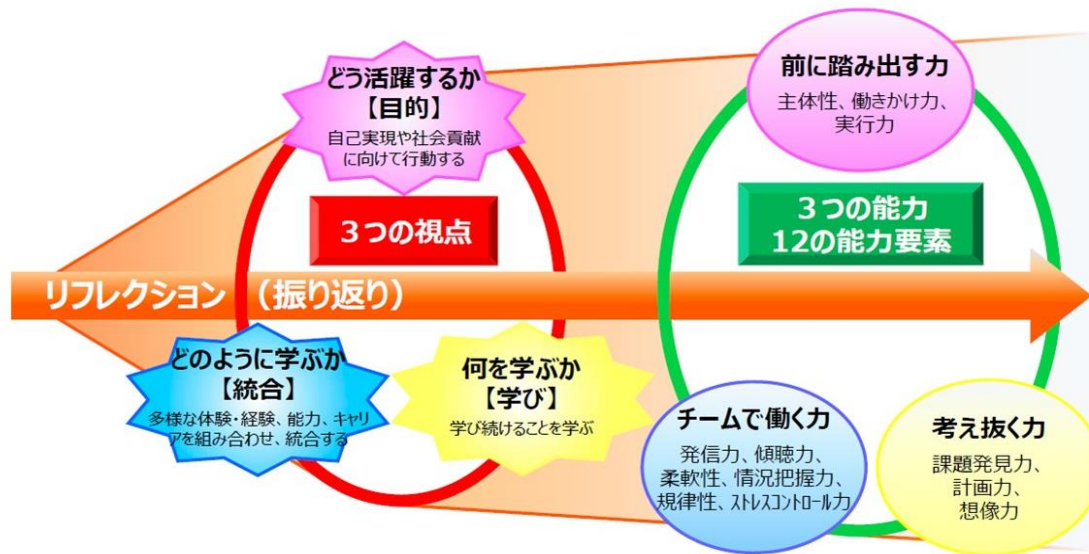 どう活躍するか
【目的】
自己実現や社会貢献
に向けて行動する
3つの視点
リフレクション (振り返り)
どのように学ぶか
【統合】
多様な体験・経験、能力、キャリ
アを組み合わせ、統合する
何を学ぶか
【学び】
学び続けることを学ぶ
前に踏み出す力
主体性、働きかけ力、
実行力
3つの能力
12の能力要素
チームで働く力
発信力、傾聴力、
柔軟性、情況把握力、
規律性、ストレスコントロール力
考え抜く力
課題発見力、
計画力、
想像力